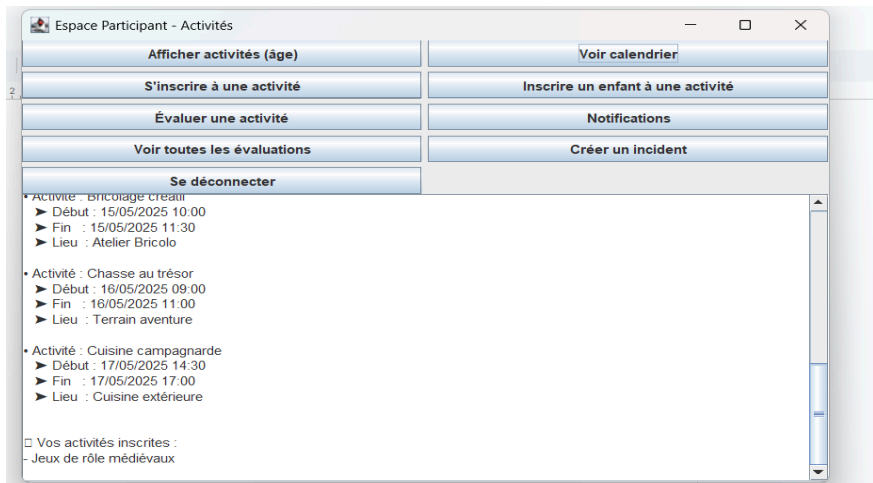 Espace Participant - Activités
Afficher activités (âge)
Voir calendrier
S'inscrire à une activité
Inscrire un enfant à une activité
Évaluer une activité
Notifications
Voir toutes les évaluations
Créer un incident
Se déconnecter
• Activité : Bricolage créatif
➤ Début : 15/05/2025 10:00
➤ Fin : 15/05/2025 11:30
➤ Lieu : Atelier Bricolo
• Activité : Chasse au trésor
➤ Début : 16/05/2025 09:00
➤ Fin : 16/05/2025 11:00
➤ Lieu : Terrain aventure
• Activité : Cuisine campagnarde
➤ Début : 17/05/2025 14:30
➤ Fin : 17/05/2025 17:00
➤ Lieu : Cuisine extérieure
□ Vos activités inscrites :
- Jeux de rôle médiévaux
2